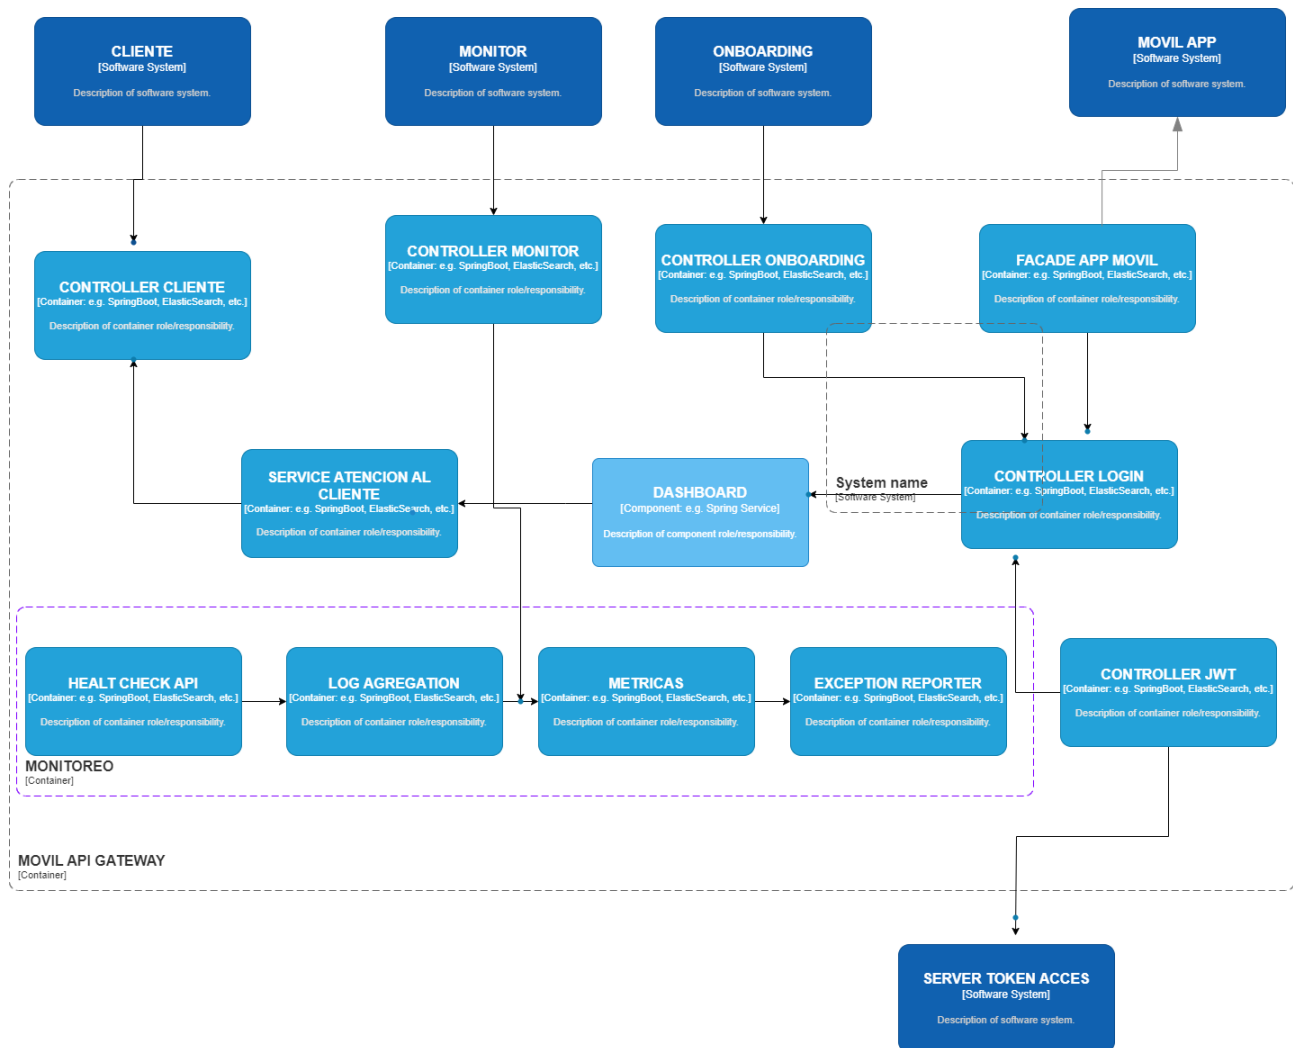 CLIENTE
[Software System]
Description of software system.
MONITOR
[Software System]
Description of software system.
ONBOARDING
[Software System]
Description of software system.
MOVIL APP
[Software System]
Description of software system.
CONTROLLER CLIENTE
[Container: e.g. SpringBoot, ElasticSearch, etc.]
Description of container role/responsibility.
CONTROLLER MONITOR
[Container: e.g. SpringBoot, ElasticSearch, etc.]
Description of container role/responsibility.
CONTROLLER ONBOARDING
[Container: e.g. SpringBoot, ElasticSearch, etc.]
Description of container role/responsibility.
FACADE APP MOVIL
[Container: e.g. SpringBoot, ElasticSearch, etc.]
Description of container role/responsibility.
SERVICE ATENCION AL
CLIENTE
[Container: e.g. SpringBoot, ElasticSearch, etc.]
Description of container role/responsibility.
DASHBOARD
[Component: e.g. Spring Service]
Description of component role/responsibility.
System name
[Software System]
CONTROLLER LOGIN
[Container: e.g. SpringBoot, ElasticSearch, etc.]
Description of container role/responsibility.
HEALT CHECK API
[Container: e.g. SpringBoot, ElasticSearch, etc.]
Description of container role/responsibility.
LOG AGREGATION
[Container: e.g. SpringBoot, ElasticSearch, etc.]
Description of container role/responsibility.
METRICAS
[Container: e.g. SpringBoot, ElasticSearch, etc.]
Description of container role/responsibility.
EXCEPTION REPORTER
[Container: e.g. SpringBoot, ElasticSearch, etc.]
Description of container role/responsibility.
CONTROLLER JWT
[Container: e.g. SpringBoot, ElasticSearch, etc.]
Description of container role/responsibility.
MONITOREO
[Container]
MOVIL API GATEWAY
[Container]
SERVER TOKEN ACCES
[Software System]
Description of software system.